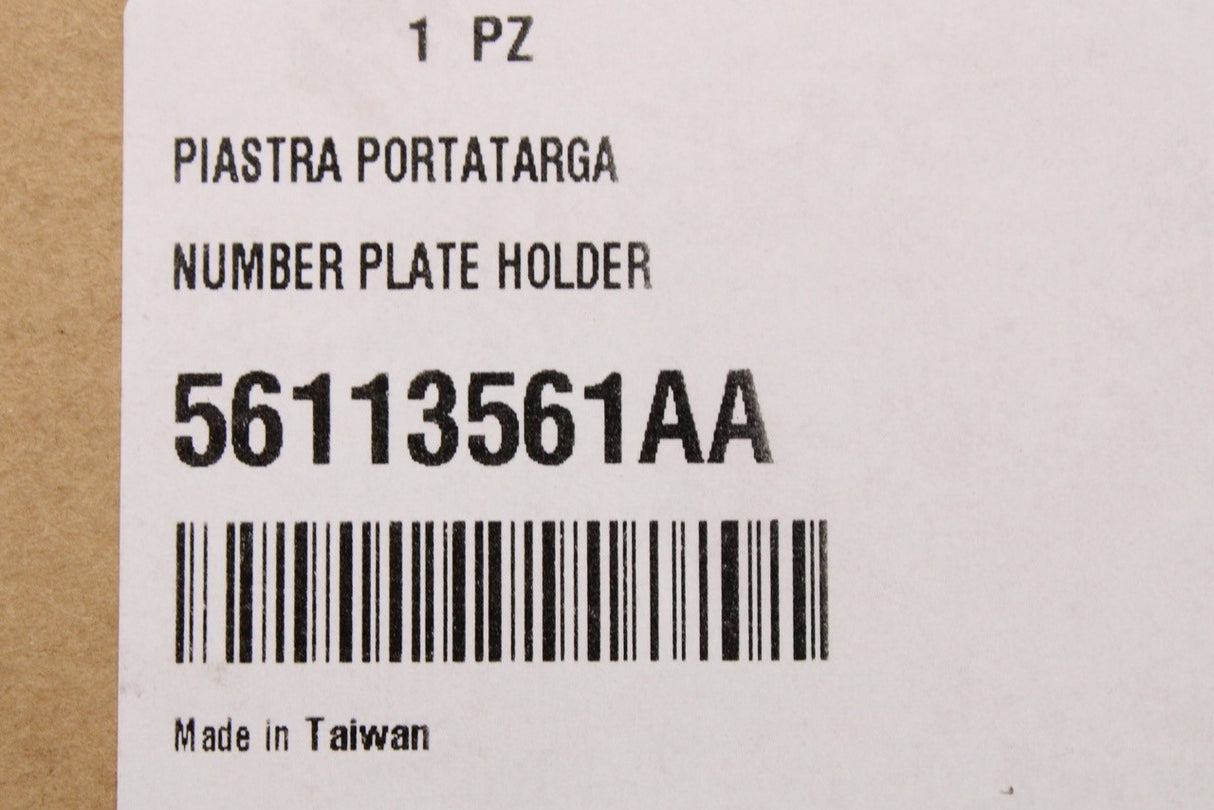 1 PZ
PIASTRA PORTATARGA
NUMBER PLATE HOLDER
56113561AA
Made in Taiwan